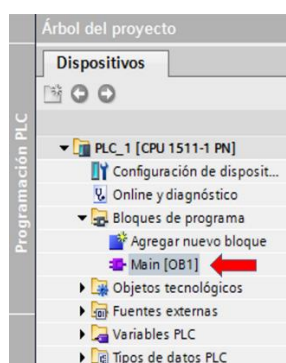 Árbol del proyecto
Dispositivos
Programación PLC
PLC_1 [CPU 1511-1 PN]
Configuración de disposit...
Online y diagnóstico
Bloques de programa
Agregar nuevo bloque
Main [OB1]
Objetos tecnológicos
Fuentes externas
Variables PLC
Tipos de datos PLC